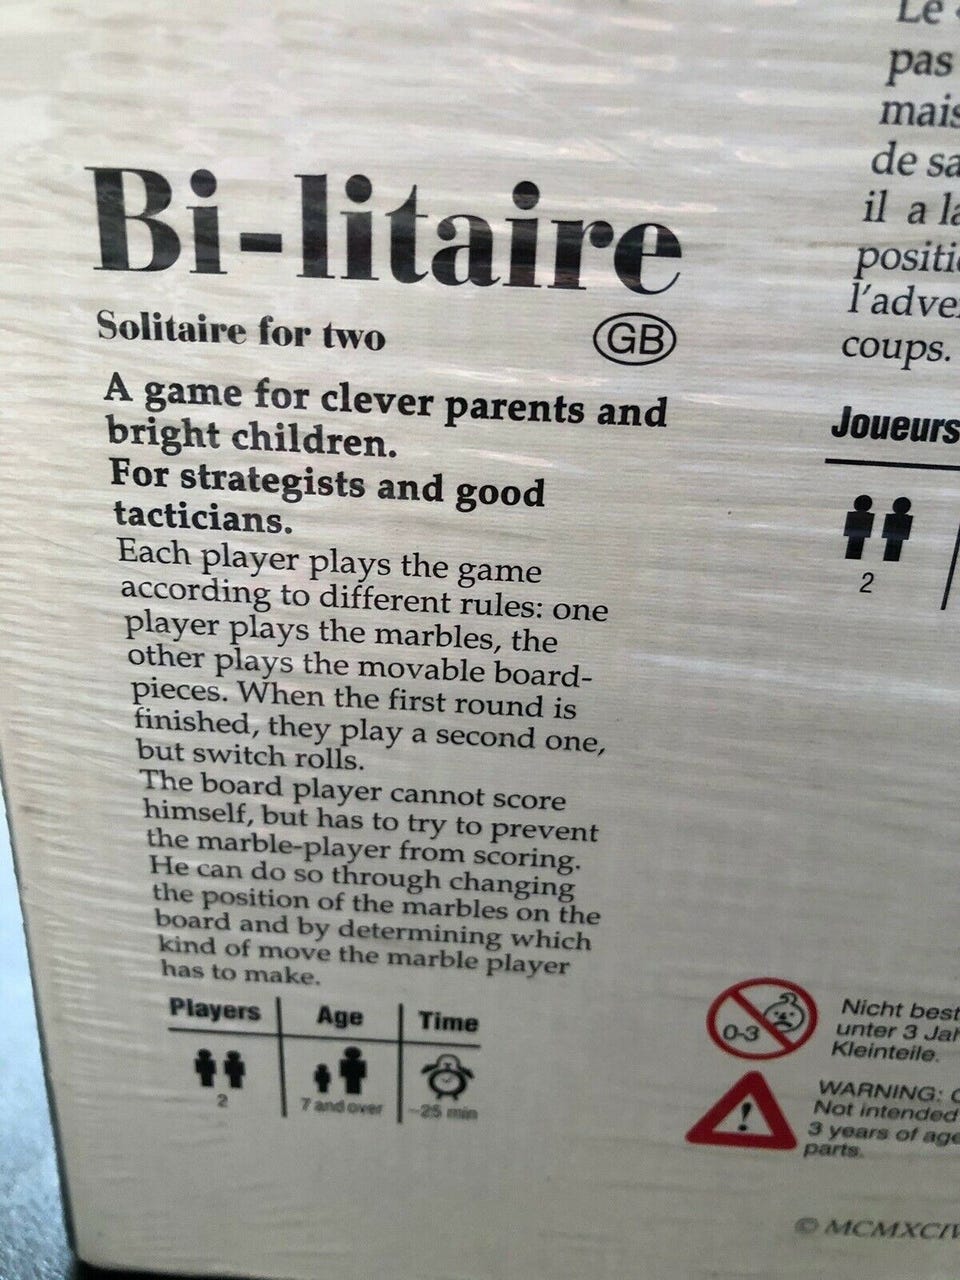 Bi-litaire
Solitaire for two
GB
A game for clever parents and
bright children.
For strategists and good
tacticians.
Each player plays the game
according to different rules: one
player plays the marbles, the
other plays the movable board-
pieces. When the first round is
finished, they play a second one,
but switch rolls.
The board player cannot score
himself, but has to try to prevent
the marble-player from scoring.
He can do so through changing
the position of the marbles on the
board and by determining which
kind of move the marble player
has to make.
Players Age Time
2 7 and over ~25 min
Le
pas
mais
de sa
il a la
positi
l'adve
coups.
Joueurs
2
0-3
Nicht best
unter 3 Jah
Kleinteile.
WARNING: C
Not intended
3 years of age
parts.
© MCMXCIV